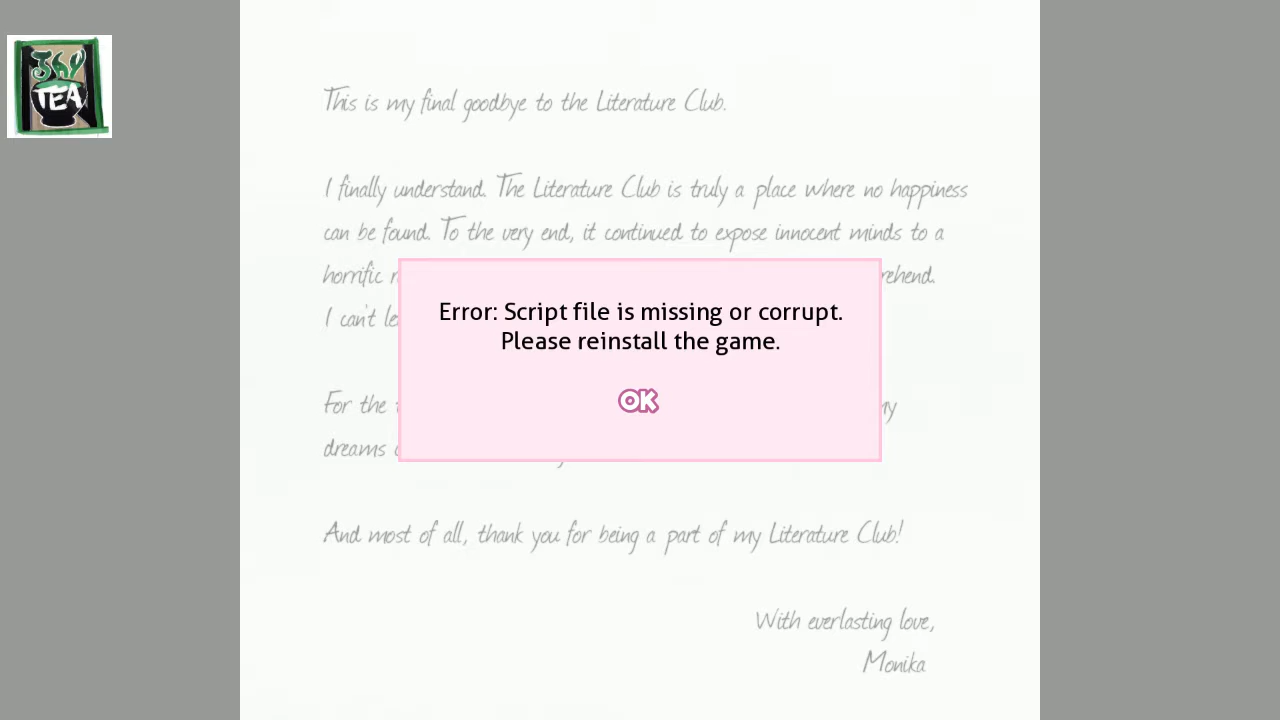 JhY
TEA
This is my final goodbye to the Literature Club.
I finally understand. The Literature Club is truly a place where no happiness
can be found. To the very end, it continued to expose innocent minds to a
horrific
I can't
For the
dreams
Error: Script file is missing or corrupt.
Please reinstall the game.
OK
And most of all, thank you for being a part of my Literature Club!
With everlasting love,
Monika